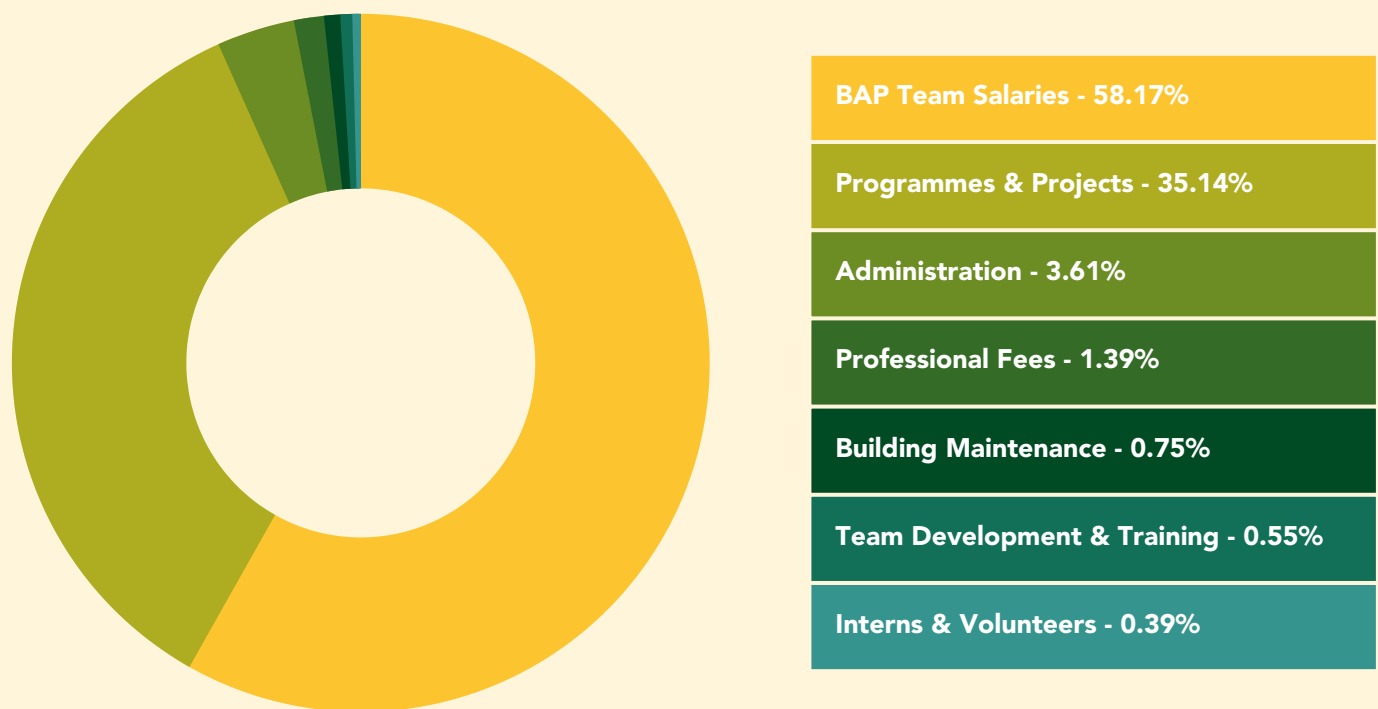 BAP Team Salaries - 58.17%
Programmes & Projects - 35.14%
Administration - 3.61%
Professional Fees - 1.39%
Building Maintenance - 0.75%
Team Development & Training - 0.55%
Interns & Volunteers - 0.39%